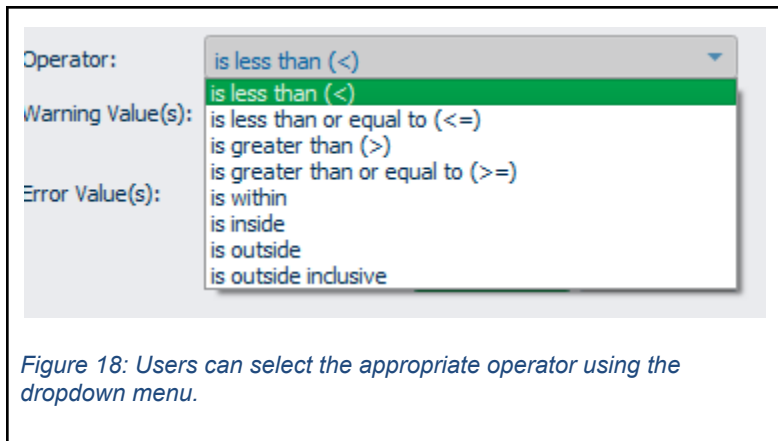 Operator:
is less than (<)
is less than (<)
Warning Value(s):
is less than or equal to (<=)
is greater than (>)
is greater than or equal to (>=)
Error Value(s):
is within
is inside
is outside
is outside inclusive
Figure 18: Users can select the appropriate operator using the
dropdown menu.